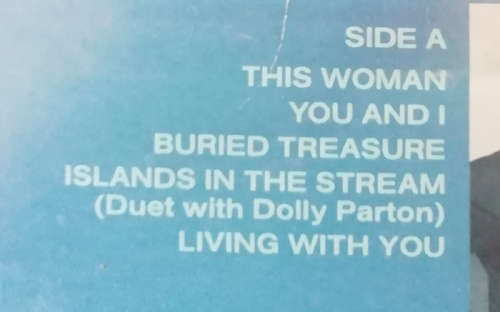 SIDE A
THIS WOMAN
YOU AND I
BURIED TREASURE
ISLANDS IN THE STREAM
(Duet with Dolly Parton)
LIVING WITH YOU